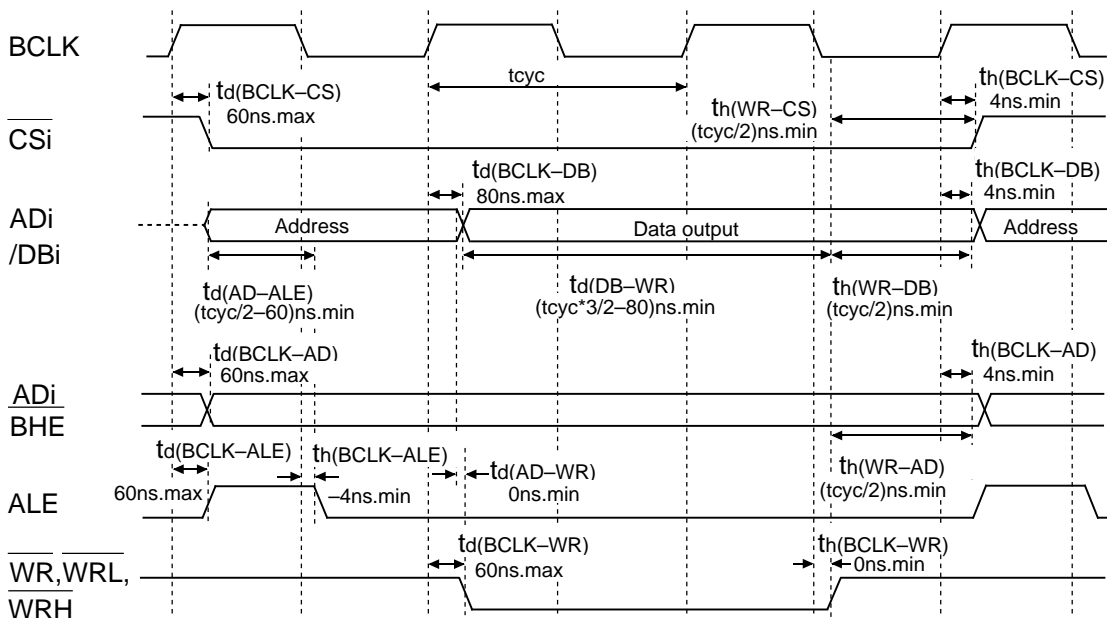 BCLK
tcyc
td(BCLK–CS)
60ns.max
th(WR–CS)
(tcyc/2)ns.min
th(BCLK–CS)
4ns.min
CSi
td(BCLK–DB)
80ns.max
th(BCLK–DB)
4ns.min
ADi
/DBi
Address
Data output
Address
td(AD–ALE)
(tcyc/2–60)ns.min
td(DB–WR)
(tcyc*3/2–80)ns.min
th(WR–DB)
(tcyc/2)ns.min
td(BCLK–AD)
60ns.max
th(BCLK–AD)
4ns.min
ADi
BHE
td(BCLK–ALE)
60ns.max
th(BCLK–ALE)
–4ns.min
td(AD–WR)
0ns.min
th(WR–AD)
(tcyc/2)ns.min
ALE
td(BCLK–WR)
60ns.max
th(BCLK–WR)
0ns.min
WR,WRL,
WRH